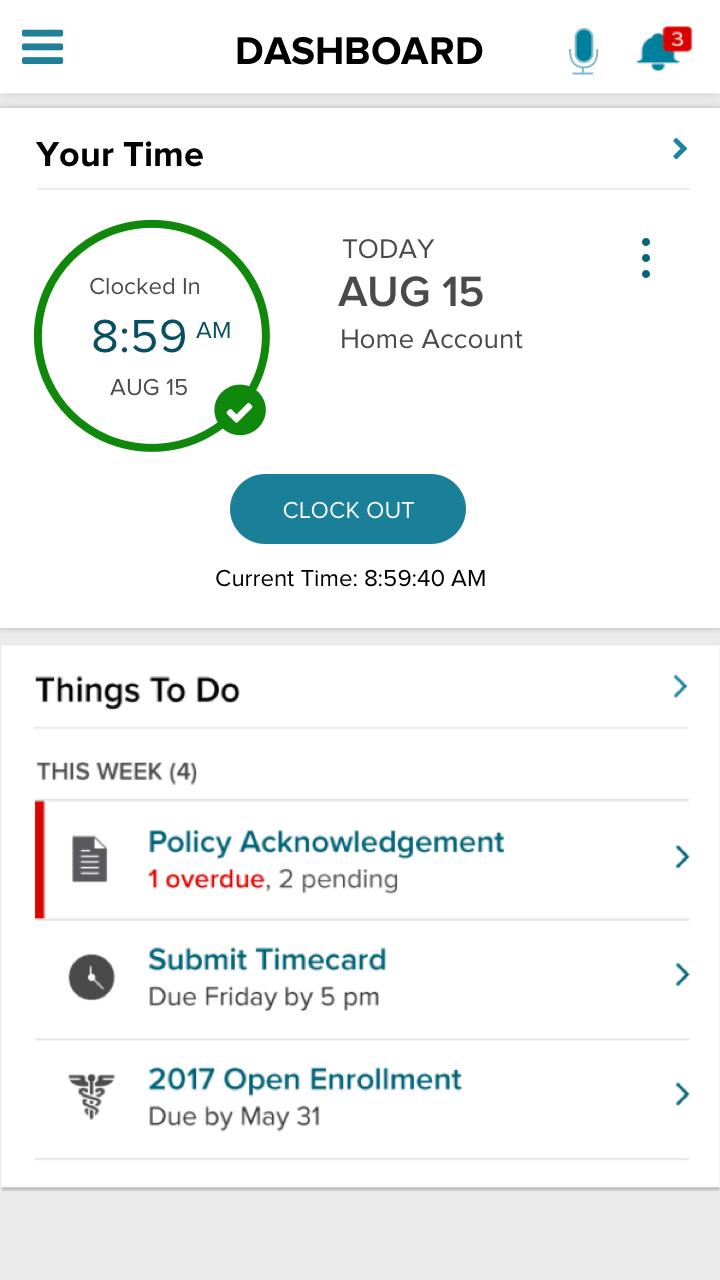 DASHBOARD
3
Your Time
Clocked In
8:59 AM
AUG 15
TODAY
AUG 15
Home Account
CLOCK OUT
Current Time: 8:59:40 AM
Things To Do
THIS WEEK (4)
Policy Acknowledgement
1 overdue, 2 pending
Submit Timecard
Due Friday by 5 pm
2017 Open Enrollment
Due by May 31